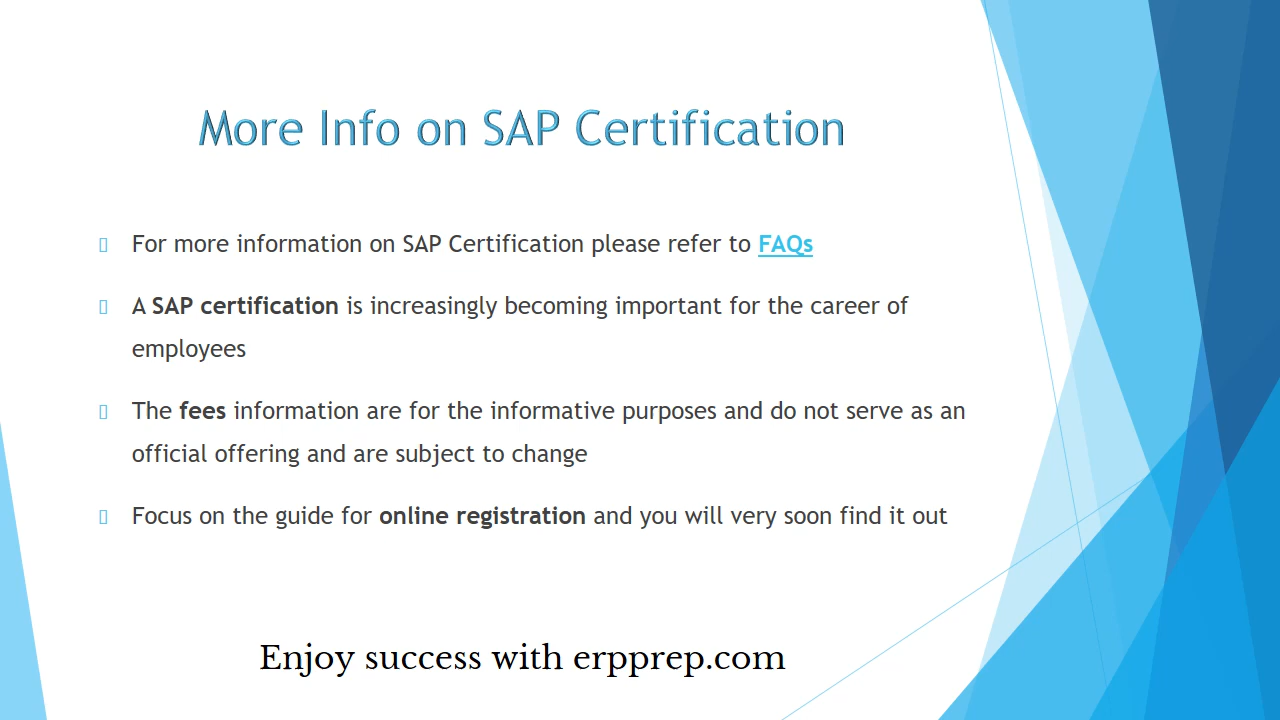 More Info on SAP Certification
For more information on SAP Certification please refer to FAQs
A SAP certification is increasingly becoming important for the career of
employees
The fees information are for the informative purposes and do not serve as an
official offering and are subject to change
Focus on the guide for online registration and you will very soon find it out
Enjoy success with erpprep.com